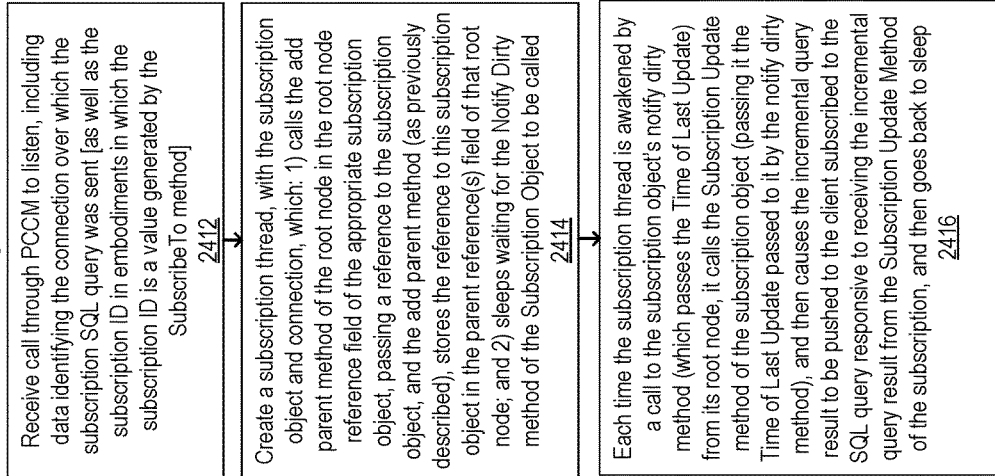 Receive call through PCCM to listen, including
data identifying the connection over which the
subscription SQL query was sent [as well as the
subscription ID in embodiments in which the
subscription ID is a value generated by the
SubscribeTo method]
2412
Create a subscription thread, with the subscription
object and connection, which: 1) calls the add
parent method of the root node in the root node
reference field of the appropriate subscription
object, passing a reference to the subscription
object, and the add parent method (as previously
described), stores the reference to this subscription
object in the parent reference(s) field of that root
node; and 2) sleeps waiting for the Notify Dirty
method of the Subscription Object to be called
2414
Each time the subscription thread is awakened by
a call to the subscription object's notify dirty
method (which passes the Time of Last Update)
from its root node, it calls the Subscription Update
method of the subscription object (passing it the
Time of Last Update passed to it by the notify dirty
method), and then causes the incremental query
result to be pushed to the client subscribed to the
SQL query responsive to receiving the incremental
query result from the Subscription Update Method
of the subscription, and then goes back to sleep
2416